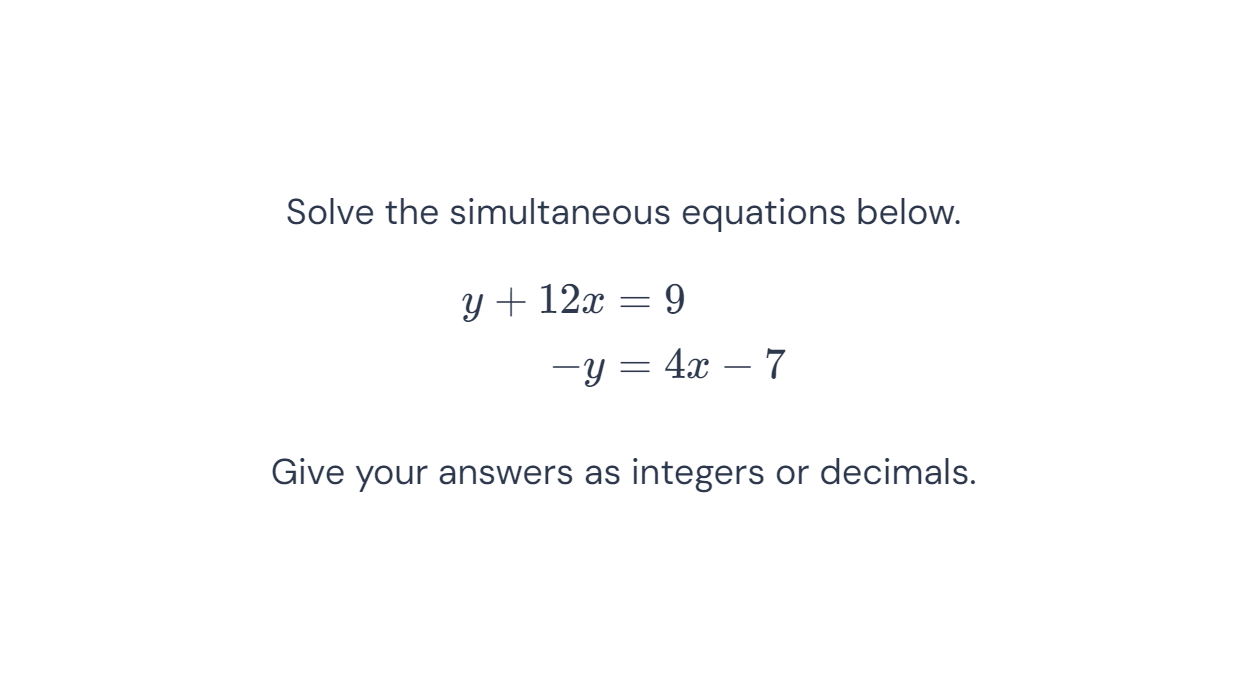 Solve the simultaneous equations below.
y + 12x = 9
−y = 4x − 7
Give your answers as integers or decimals.